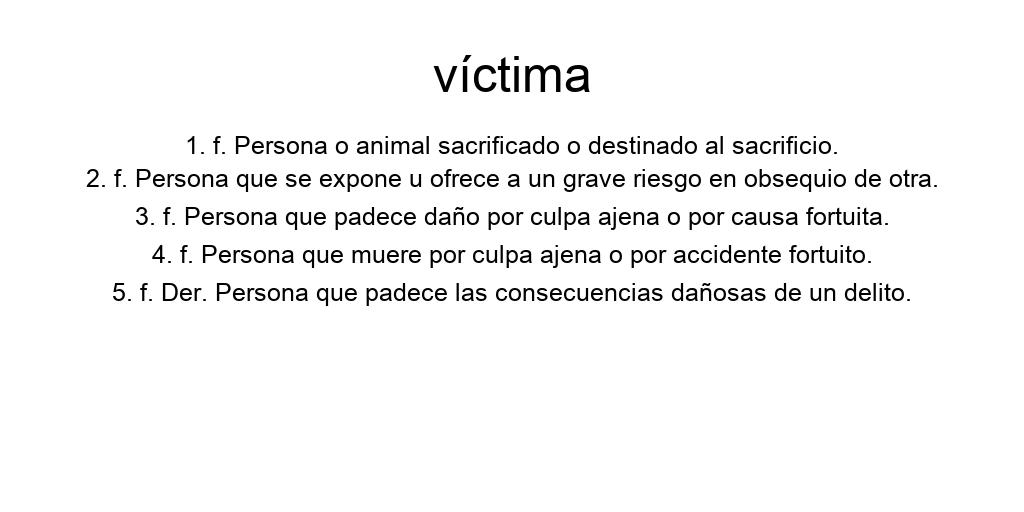 víctima
1. f. Persona o animal sacrificado o destinado al sacrificio.
2. f. Persona que se expone u ofrece a un grave riesgo en obsequio de otra.
3. f. Persona que padece daño por culpa ajena o por causa fortuita.
4. f. Persona que muere por culpa ajena o por accidente fortuito.
5. f. Der. Persona que padece las consecuencias dañosas de un delito.